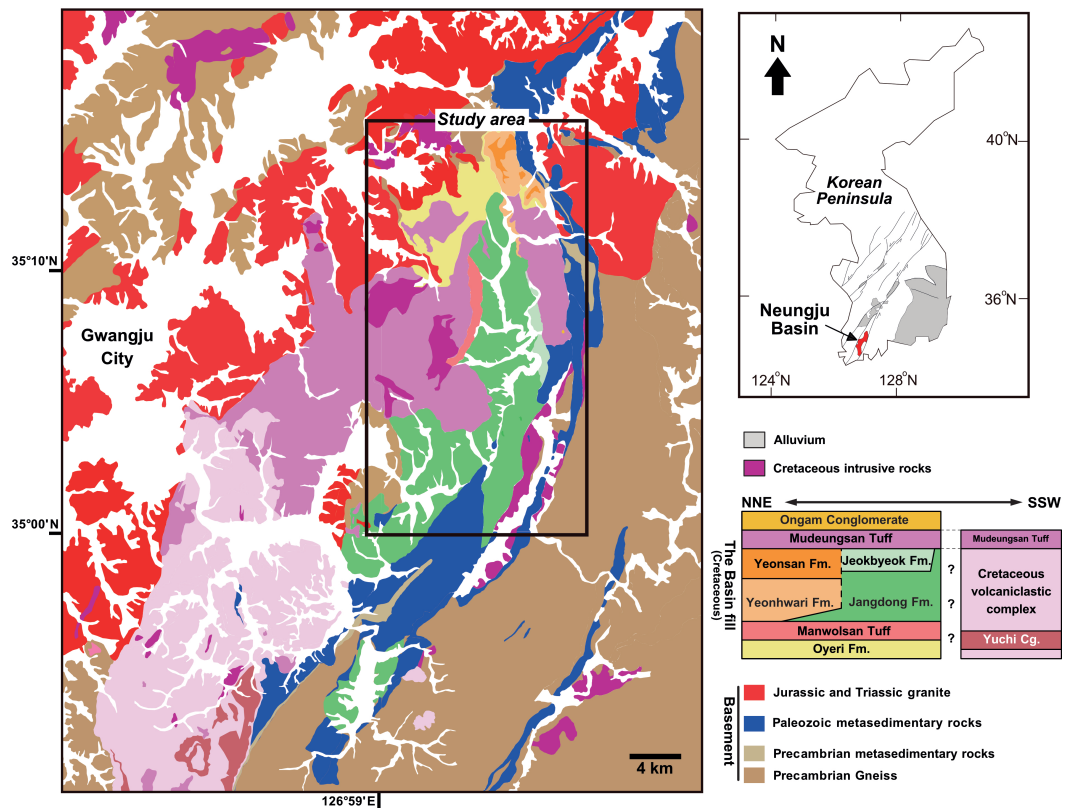 Study area
35°10'N
Gwangju
City
35°00'N
126°59' E
4 km
N
40°N
Korean
Peninsula
36°N
Neungju
Basin
124°N
128°N
Alluvium
Cretaceous intrusive rocks
NNE
SSW
The Basin fill
(Cretaceous)
Ongam Conglomerate
Mudeungsan Tuff
Yeonsan Fm.
Jeokbyeok Fm.
Yeonhwari Fm.
Jangdong Fm.
Manwolsan Tuff
Oyeri Fm.
?
?
?
Mudeungsan Tuff
Cretaceous
volcaniclastic
complex
Yuchi Cg.
Basement
Jurassic and Triassic granite
Paleozoic metasedimentary rocks
Precambrian metasedimentary rocks
Precambrian Gneiss